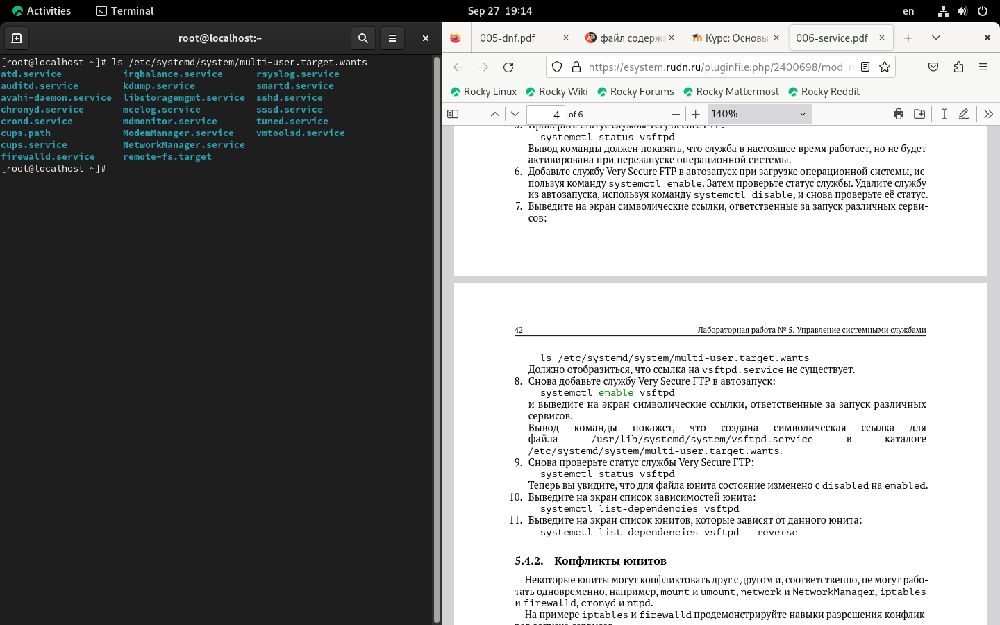 Activities Terminal Sep 27 19:14 en
root@localhost:~
[root@localhost ~]# ls /etc/systemd/system/multi-user.target.wants
atd.service irqbalance.service rsyslog.service
auditd.service kdump.service smartd.service
avahi-daemon.service libstoragemgmt.service sshd.service
chronyd.service mcelog.service sssd.service
crond.service mdmonitor.service tuned.service
cups.path ModemManager.service vmtoolsd.service
cups.service NetworkManager.service
firewalld.service remote-fs.target
[root@localhost ~]#
005-dnf.pdf файл содержа Курс: Основы 006-service.pdf
https://esystem.rudn.ru/pluginfile.php/2400698/mod_re
Rocky Linux Rocky Wiki Rocky Forums Rocky Mattermost Rocky Reddit
4 of 6 140%
5. Проверьте статус службы Very Secure FTP:
systemctl status vsftpd
Вывод команды должен показать, что служба в настоящее время работает, но не будет
активирована при перезапуске операционной системы.
6. Добавьте службу Very Secure FTP в автозапуск при загрузке операционной системы, ис-
пользуя команду systemctl enable. Затем проверьте статус службы. Удалите службу
из автозапуска, используя команду systemctl disable, и снова проверьте её статус.
7. Выведите на экран символические ссылки, ответственные за запуск различных серви-
сов:
42 Лабораторная работа № 5. Управление системными службами
ls /etc/systemd/system/multi-user.target.wants
Должно отобразиться, что ссылка на vsftpd.service не существует.
8. Снова добавьте службу Very Secure FTP в автозапуск:
systemctl enable vsftpd
и выведите на экран символические ссылки, ответственные за запуск различных
сервисов.
Вывод команды покажет, что создана символическая ссылка для
файла /usr/lib/systemd/system/vsftpd.service в каталоге
/etc/systemd/system/multi-user.target.wants.
9. Снова проверьте статус службы Very Secure FTP:
systemctl status vsftpd
Теперь вы увидите, что для файла юнита состояние изменено с disabled на enabled.
10. Выведите на экран список зависимостей юнита:
systemctl list-dependencies vsftpd
11. Выведите на экран список юнитов, которые зависят от данного юнита:
systemctl list-dependencies vsftpd --reverse
5.4.2. Конфликты юнитов
Некоторые юниты могут конфликтовать друг с другом и, соответственно, не могут рабо-
тать одновременно, например, mount и umount, network и NetworkManager, iptables
и firewalld, cronyd и ntpd.
На примере iptables и firewalld продемонстрируйте навыки разрешения конфлик-